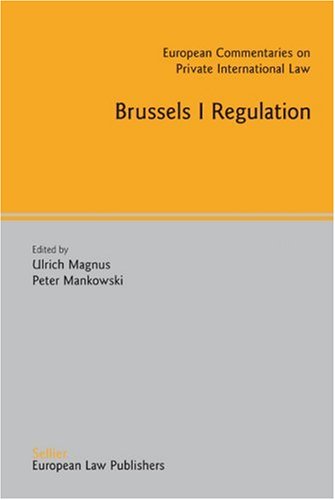 European Commentaries on
Private International Law
Brussels I Regulation
Edited by
Ulrich Magnus
Peter Mankowski
Sellier.
European Law Publishers